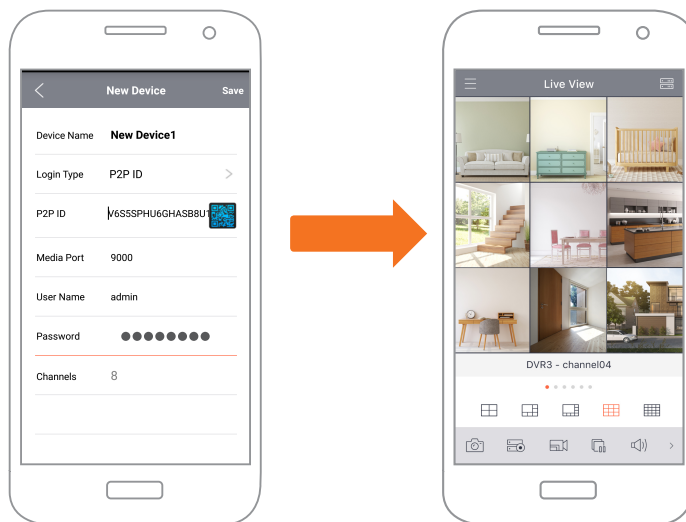 New Device
Save
Device Name New Device1
Login Type P2P ID
P2P ID V6S5SPHU6GHASB8U1
Media Port 9000
User Name admin
Password ●●●●●●●●
Channels 8
Live View
DVR3 - channel04